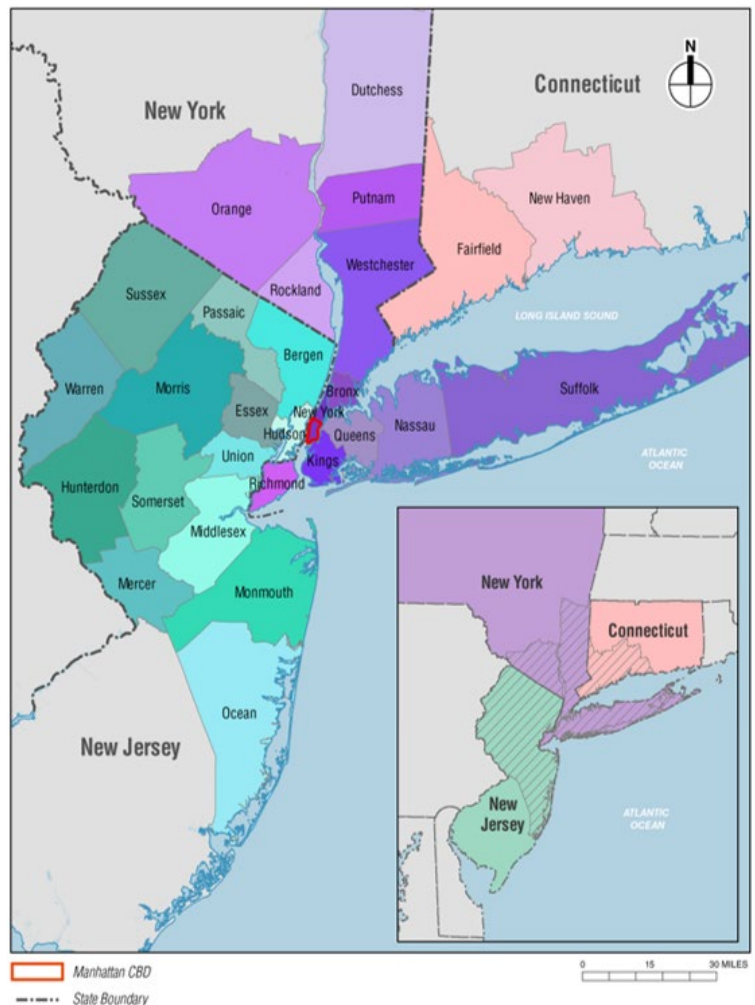 N
Dutchess
New York
Connecticut
Putnam
New Haven
Orange
Fairfield
Westchester
Rockland
Sussex
Passaic
LONG ISLAND SOUND
Bergen
Warren
Morris
Suffolk
Bronx
Essex
New York
Nassau
Hudson
Queens
Union
Kings
ATLANTIC
OCEAN
Richmond
Hunterdon
Somerset
Middlesex
Mercer
Monmouth
Ocean
New Jersey
New York
Connecticut
New
Jersey
ATLANTIC
OCEAN
Manhattan CBD
State Boundary
0 15 30 MILES